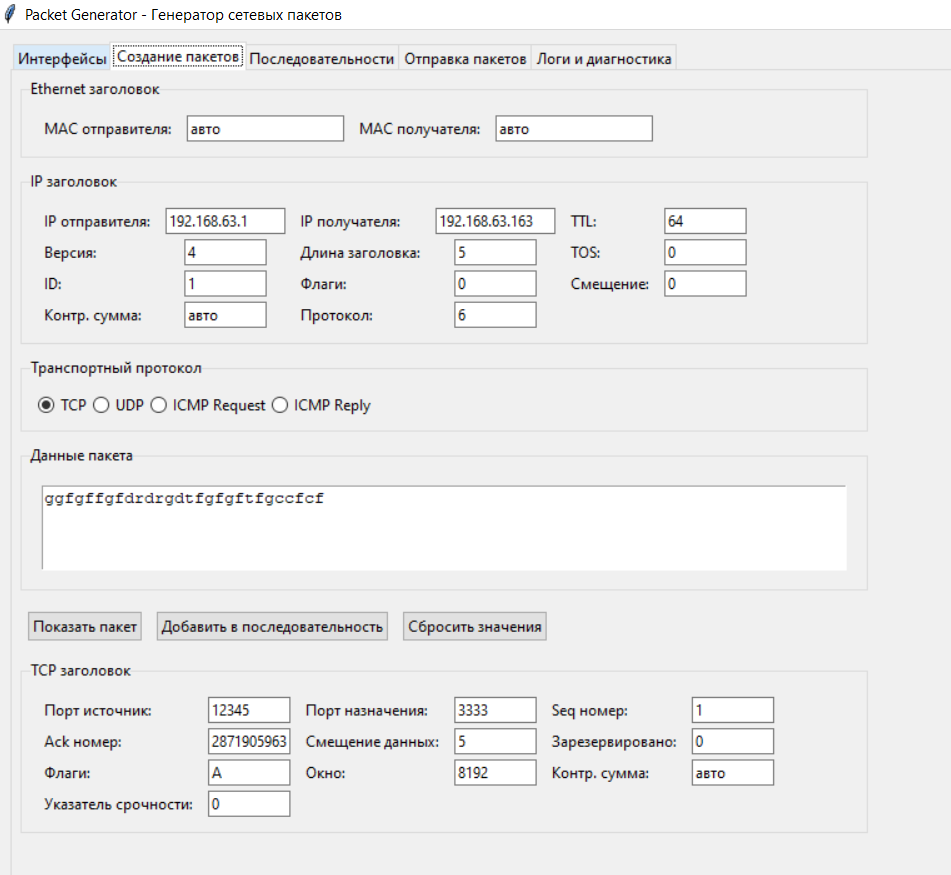 Packet Generator - Генератор сетевых пакетов
Интерфейсы Создание пакетов Последовательности Отправка пакетов Логи и диагностика
Ethernet заголовок
MAC отправителя: авто MAC получателя: авто
IP заголовок
IP отправителя: 192.168.63.1 IP получателя: 192.168.63.163 TTL: 64
Версия: 4 Длина заголовка: 5 TOS: 0
ID: 1 Флаги: 0 Смещение: 0
Контр. сумма: авто Протокол: 6
Транспортный протокол
TCP UDP ICMP Request ICMP Reply
Данные пакета
ggfgffgfdrdrgdtfgfgftfgccfcf
Показать пакет Добавить в последовательность Сбросить значения
TCP заголовок
Порт источник: 12345 Порт назначения: 3333 Seq номер: 1
Ack номер: 2871905963 Смещение данных: 5 Зарезервировано: 0
Флаги: A Окно: 8192 Контр. сумма: авто
Указатель срочности: 0